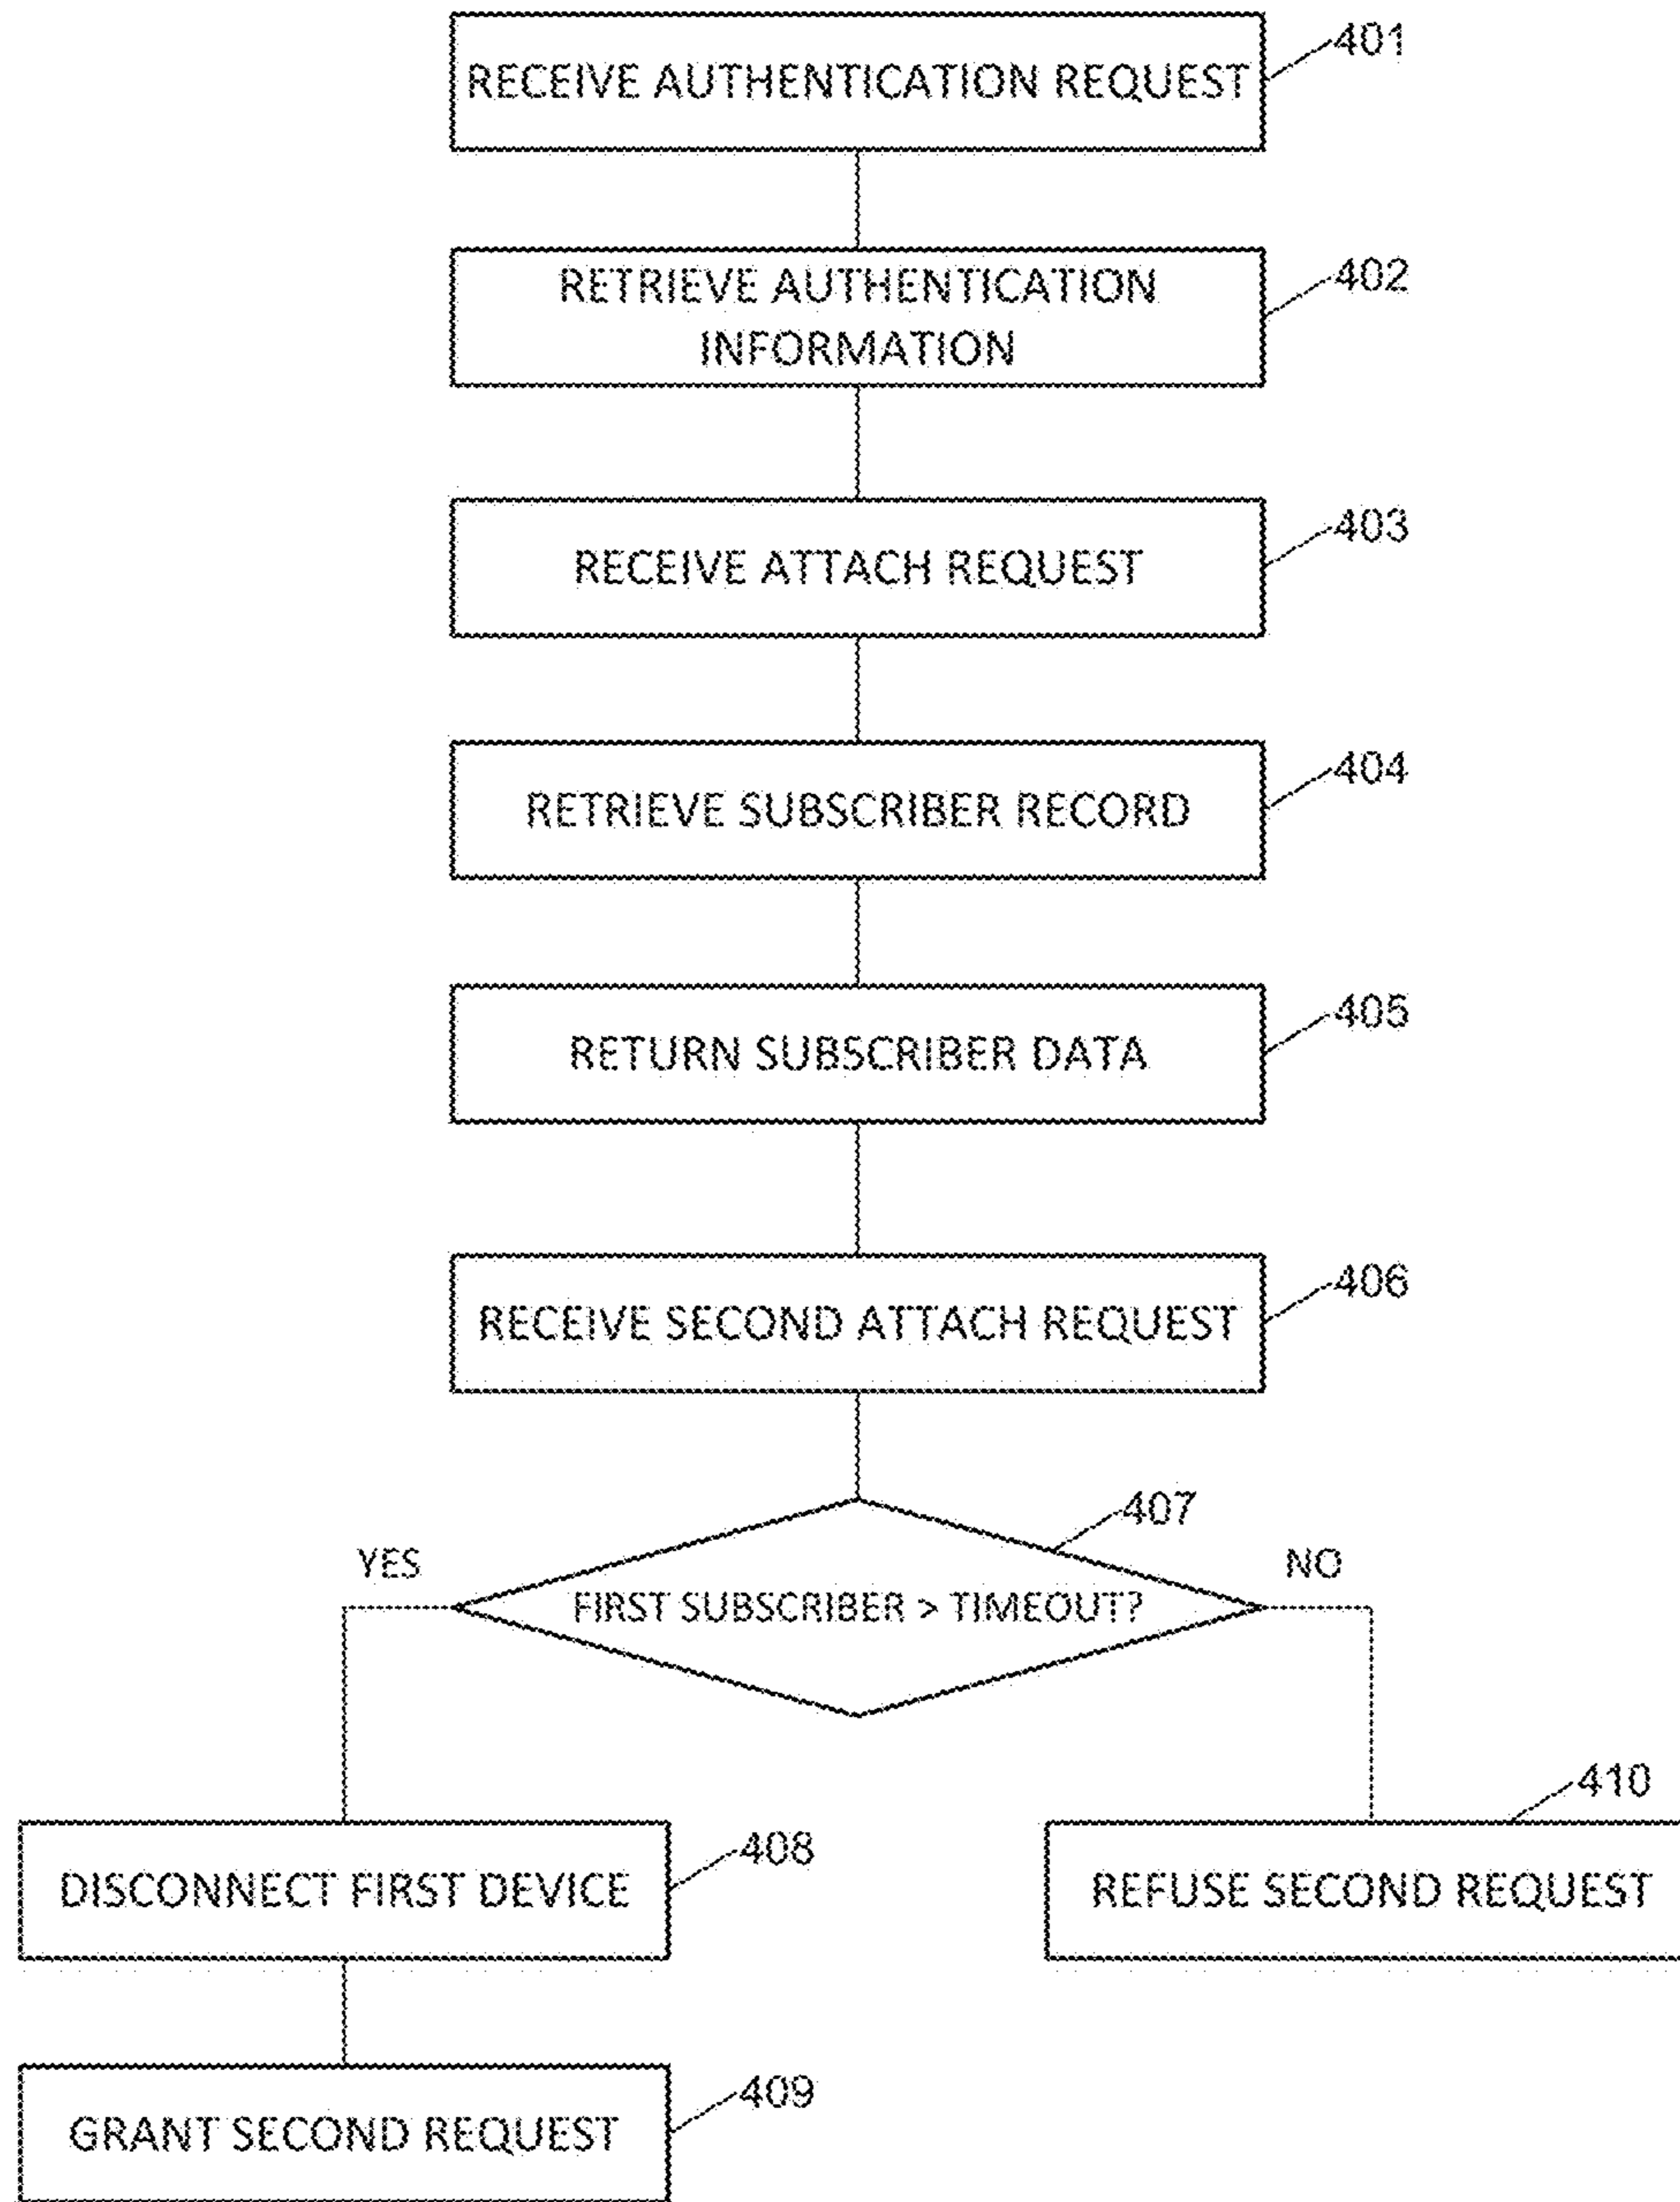 RECEIVE AUTHENTICATION REQUEST
401
RETRIEVE AUTHENTICATION
INFORMATION
402
RECEIVE ATTACH REQUEST
403
RETRIEVE SUBSCRIBER RECORD
404
RETURN SUBSCRIBER DATA
405
RECEIVE SECOND ATTACH REQUEST
406
FIRST SUBSCRIBER > TIMEOUT?
407
YES
NO
DISCONNECT FIRST DEVICE
408
REFUSE SECOND REQUEST
410
GRANT SECOND REQUEST
409